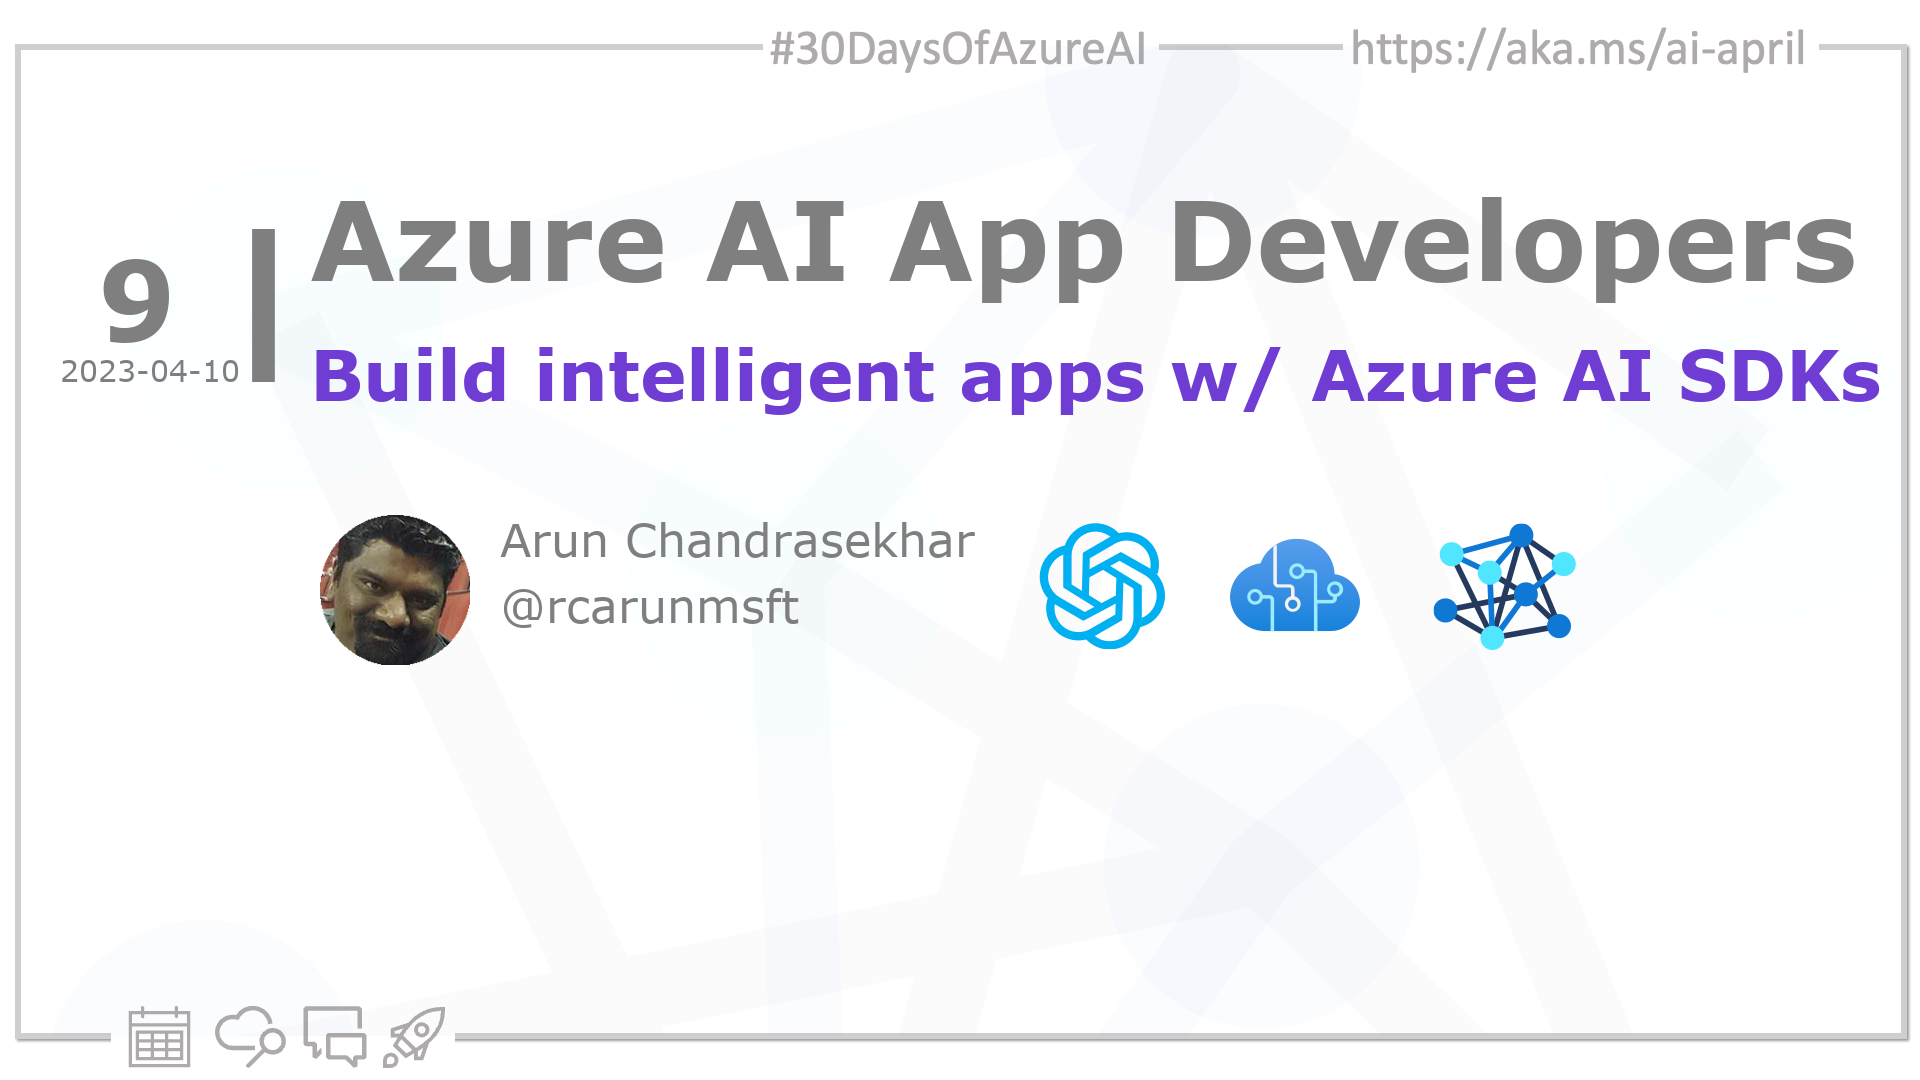 #30DaysOfAzureAI
https://aka.ms/ai-april
9
2023-04-10
Azure AI App Developers
Build intelligent apps w/ Azure AI SDKs
Arun Chandrasekhar
@rcarunmsft